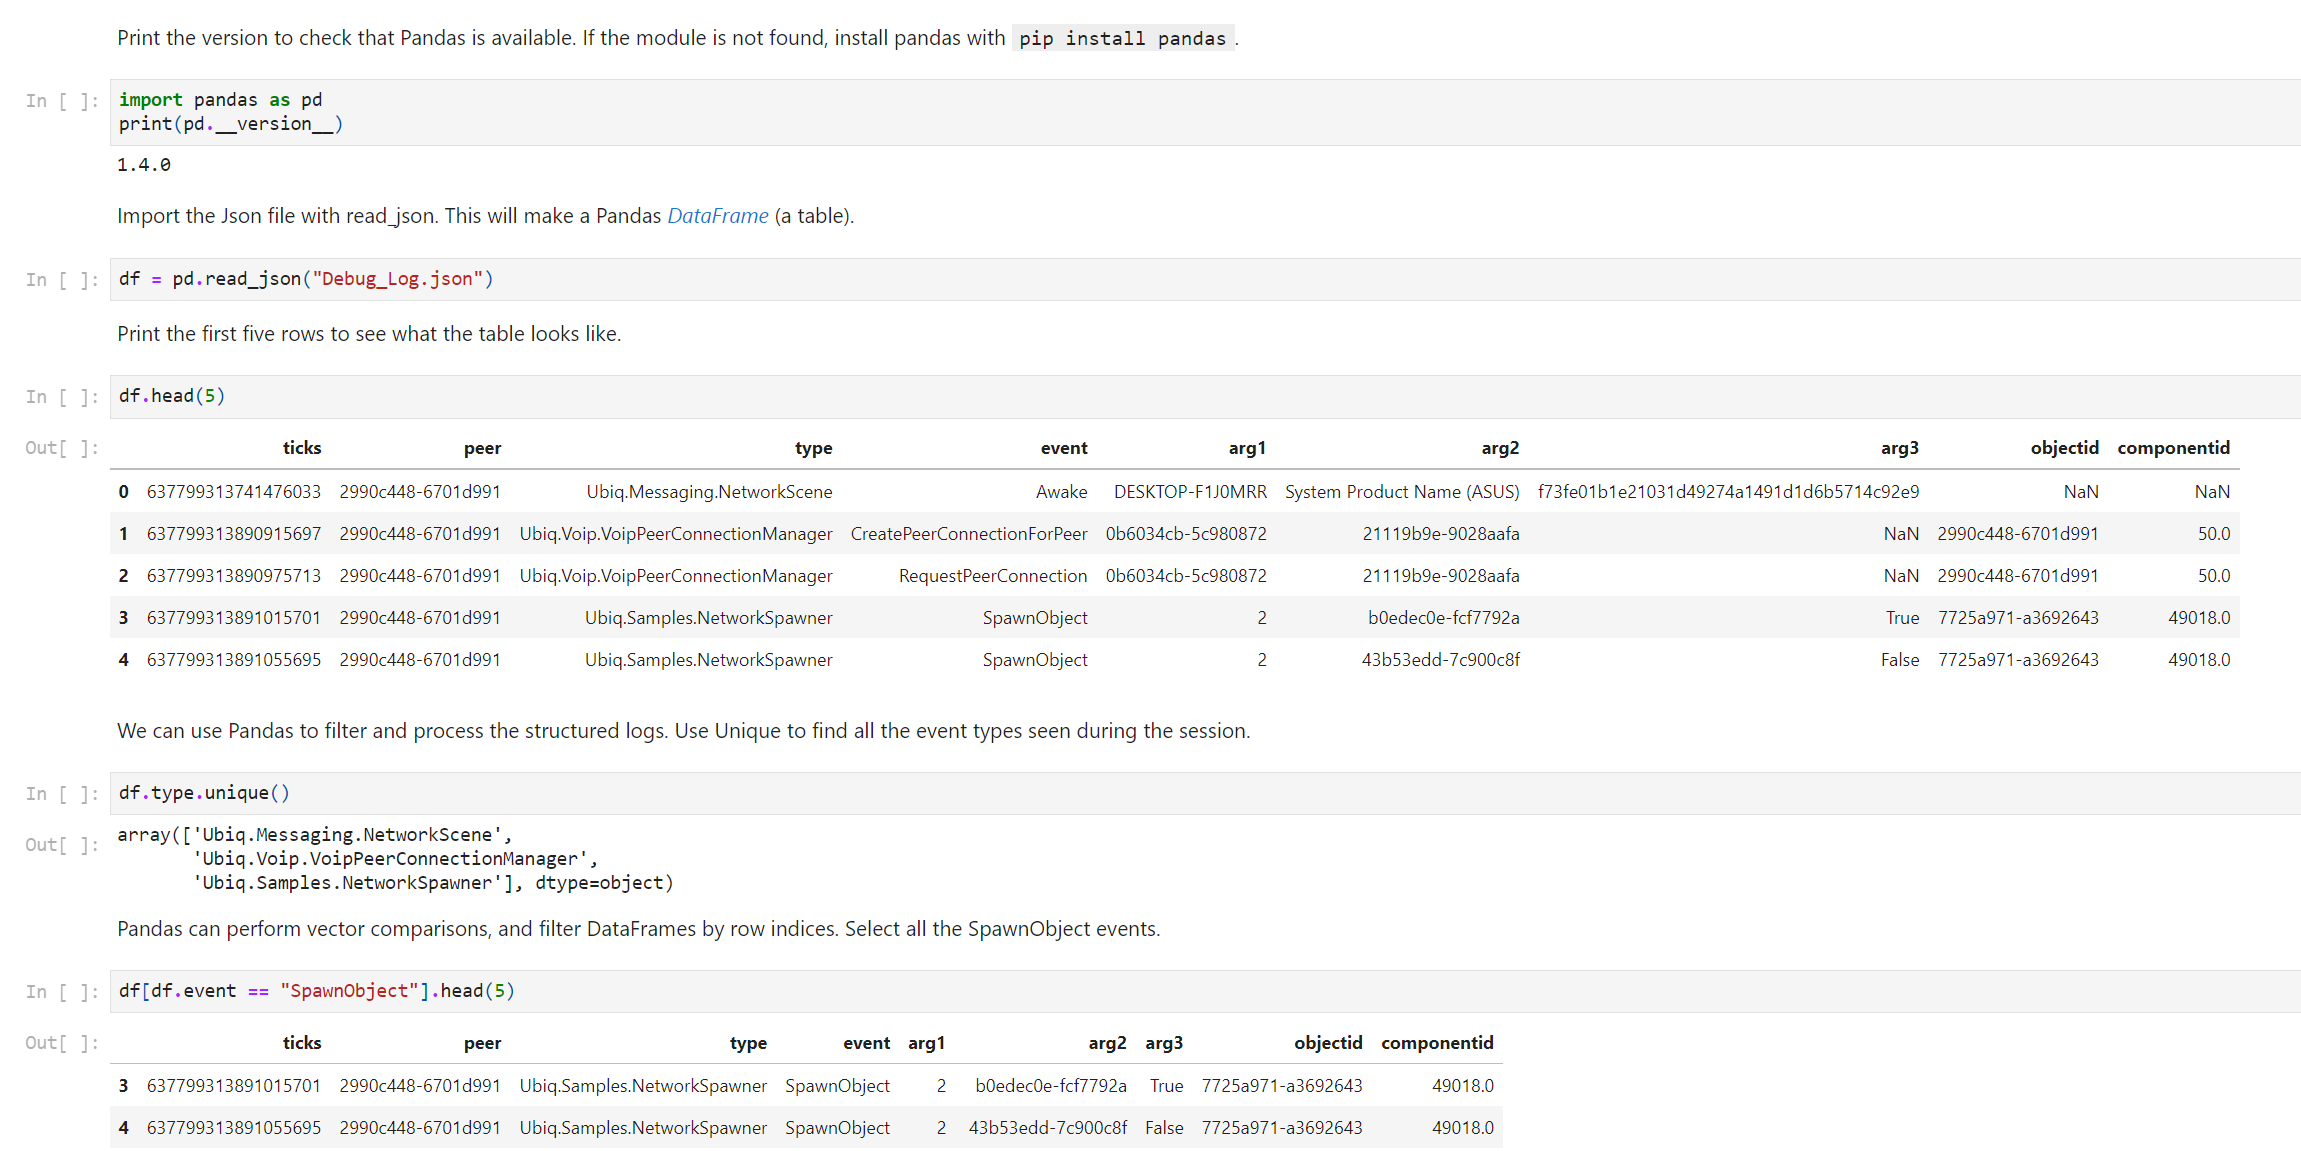 Print the version to check that Pandas is available. If the module is not found, install pandas with pip install pandas .
In [ ]: import pandas as pd
print(pd.__version__)
1.4.0
Import the Json file with read_json. This will make a Pandas DataFrame (a table).
In [ ]: df = pd.read_json("Debug_Log.json")
Print the first five rows to see what the table looks like.
In [ ]: df.head(5)
Out[ ]: ticks peer type event arg1 arg2 arg3 objectid componentid
0 637799313741476033 2990c448-6701d991 Ubiq.Messaging.NetworkScene Awake DESKTOP-F1J0MRR System Product Name (ASUS) f73fe01b1e21031d49274a1491d1d6b5714c92e9 NaN NaN
1 637799313890915697 2990c448-6701d991 Ubiq.Voip.VoipPeerConnectionManager CreatePeerConnectionForPeer 0b6034cb-5c980872 21119b9e-9028aafa NaN 2990c448-6701d991 50.0
2 637799313890975713 2990c448-6701d991 Ubiq.Voip.VoipPeerConnectionManager RequestPeerConnection 0b6034cb-5c980872 21119b9e-9028aafa NaN 2990c448-6701d991 50.0
3 637799313891015701 2990c448-6701d991 Ubiq.Samples.NetworkSpawner SpawnObject 2 b0edec0e-fcf7792a True 7725a971-a3692643 49018.0
4 637799313891055695 2990c448-6701d991 Ubiq.Samples.NetworkSpawner SpawnObject 2 43b53edd-7c900c8f False 7725a971-a3692643 49018.0
We can use Pandas to filter and process the structured logs. Use Unique to find all the event types seen during the session.
In [ ]: df.type.unique()
Out[ ]: array(['Ubiq.Messaging.NetworkScene',
'Ubiq.Voip.VoipPeerConnectionManager',
'Ubiq.Samples.NetworkSpawner'], dtype=object)
Pandas can perform vector comparisons, and filter DataFrames by row indices. Select all the SpawnObject events.
In [ ]: df[df.event == "SpawnObject"].head(5)
Out[ ]: ticks peer type event arg1 arg2 arg3 objectid componentid
3 637799313891015701 2990c448-6701d991 Ubiq.Samples.NetworkSpawner SpawnObject 2 b0edec0e-fcf7792a True 7725a971-a3692643 49018.0
4 637799313891055695 2990c448-6701d991 Ubiq.Samples.NetworkSpawner SpawnObject 2 43b53edd-7c900c8f False 7725a971-a3692643 49018.0